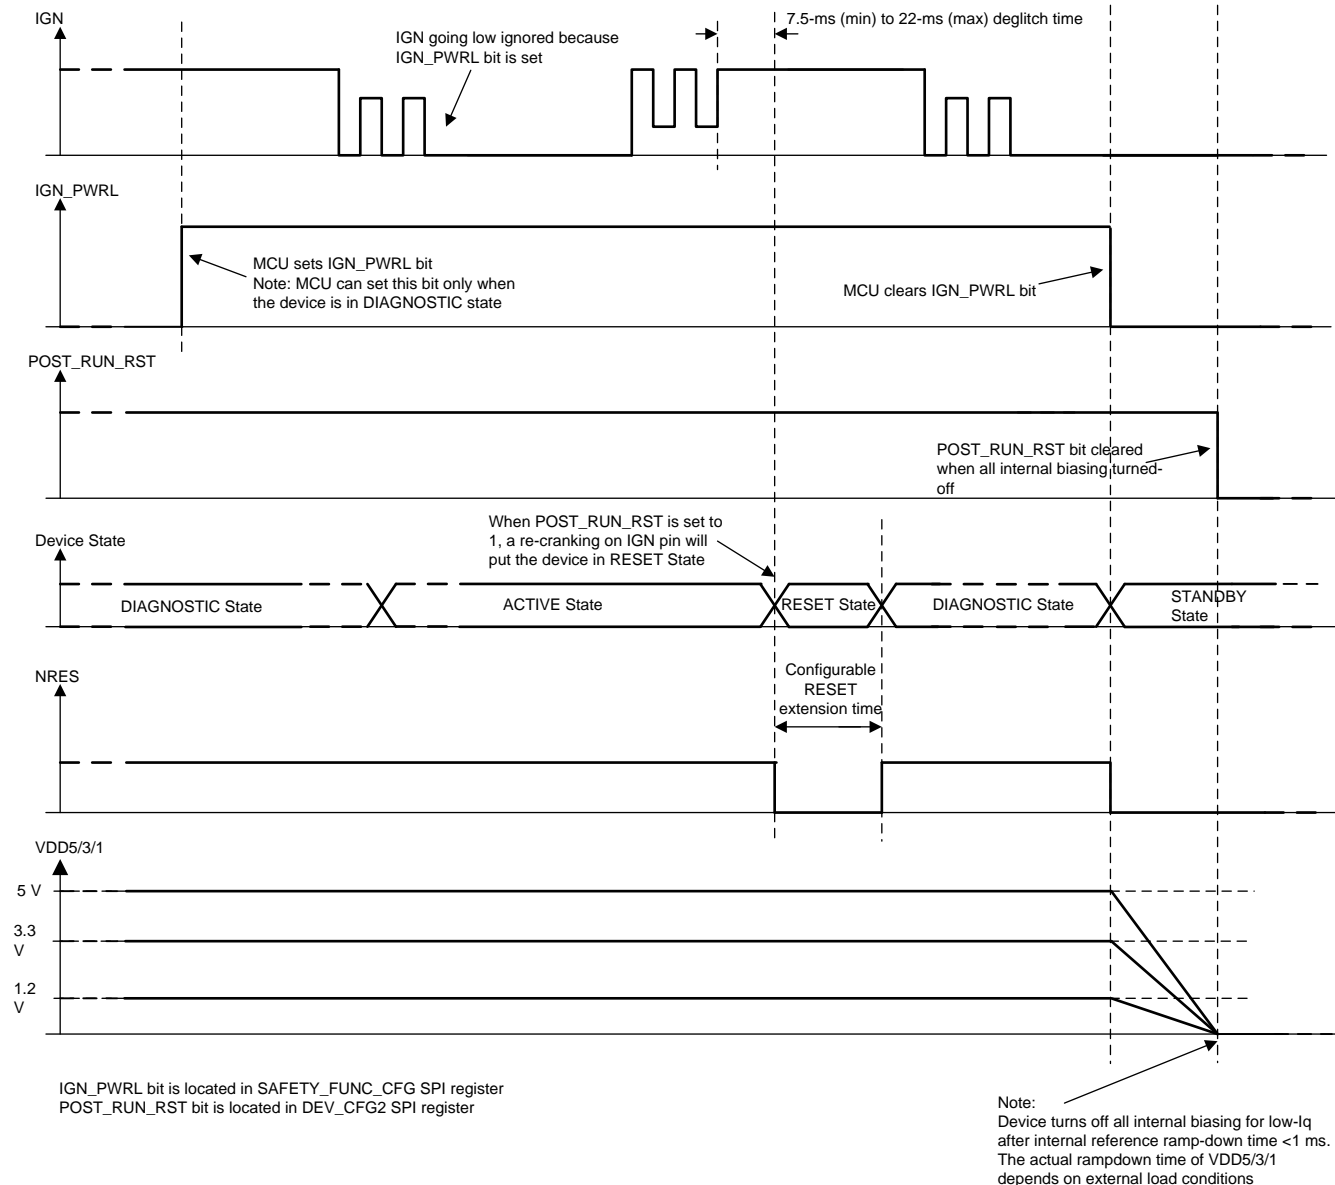 IGN
7.5-ms (min) to 22-ms (max) deglitch time
IGN going low ignored because
IGN_PWRL bit is set
IGN_PWRL
MCU sets IGN_PWRL bit
Note: MCU can set this bit only when
the device is in DIAGNOSTIC state
MCU clears IGN_PWRL bit
POST_RUN_RST
POST_RUN_RST bit cleared
when all internal biasing turned-
off
When POST_RUN_RST is set to
1, a re-cranking on IGN pin will
put the device in RESET State
Device State
DIAGNOSTIC State
ACTIVE State
RESET State
DIAGNOSTIC State
STANDBY
State
NRES
Configurable
RESET
extension time
VDD5/3/1
5 V
3.3
V
1.2
V
IGN_PWRL bit is located in SAFETY_FUNC_CFG SPI register
POST_RUN_RST bit is located in DEV_CFG2 SPI register
Note:
Device turns off all internal biasing for low-Iq
after internal reference ramp-down time <1 ms.
The actual rampdown time of VDD5/3/1
depends on external load conditions